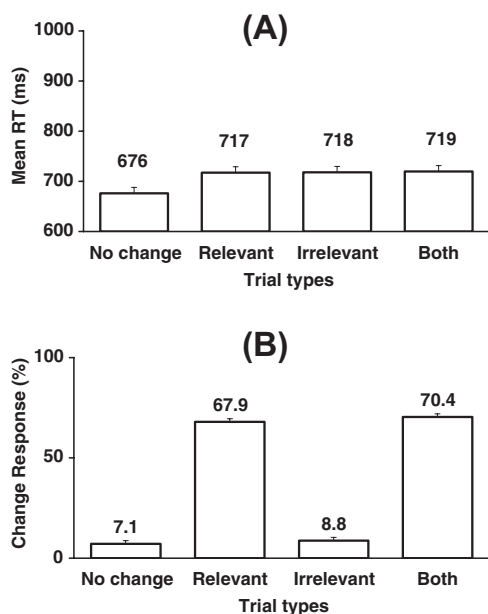 (A)
Mean RT (ms)
1000
900
800
700
600
676
717
718
719
No change Relevant Irrelevant Both
Trial types
(B)
Change Response (%)
100
50
0
7.1
67.9
8.8
70.4
No change Relevant Irrelevant Both
Trial types